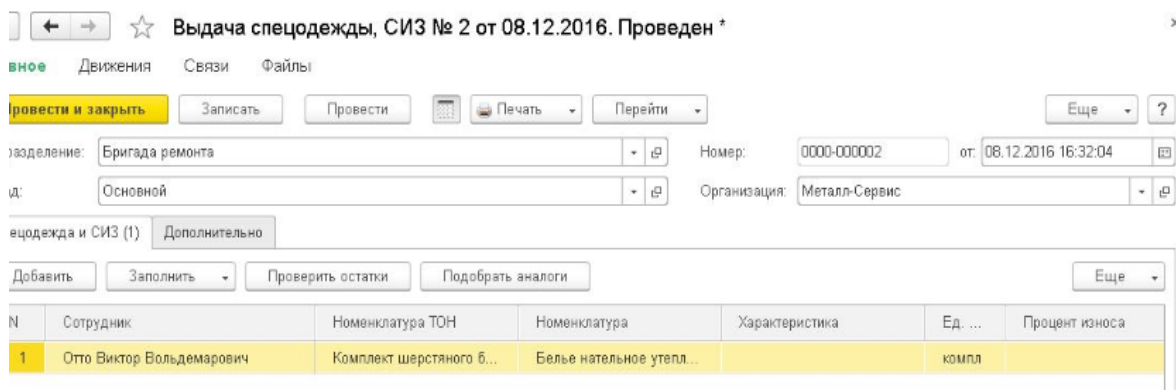 Выдача спецодежды, СИЗ № 2 от 08.12.2016. Проведен *
вное Движения Связи Файлы
Провести и закрыть Записать Провести Печать Перейти Еще ?
разделение: Бригада ремонта Номер: 0000-000002 от: 08.12.2016 16:32:04
ад: Основной Организация: Металл-Сервис
ецодежда и СИЗ (1) Дополнительно
Добавить Заполнить Проверить остатки Подобрать аналоги Еще
N Сотрудник Номенклатура ТОН Номенклатура Характеристика Ед. ... Процент износа
1 Отто Виктор Вольдемарович Комплект шерстяного б... Белье нательное утепл... компл